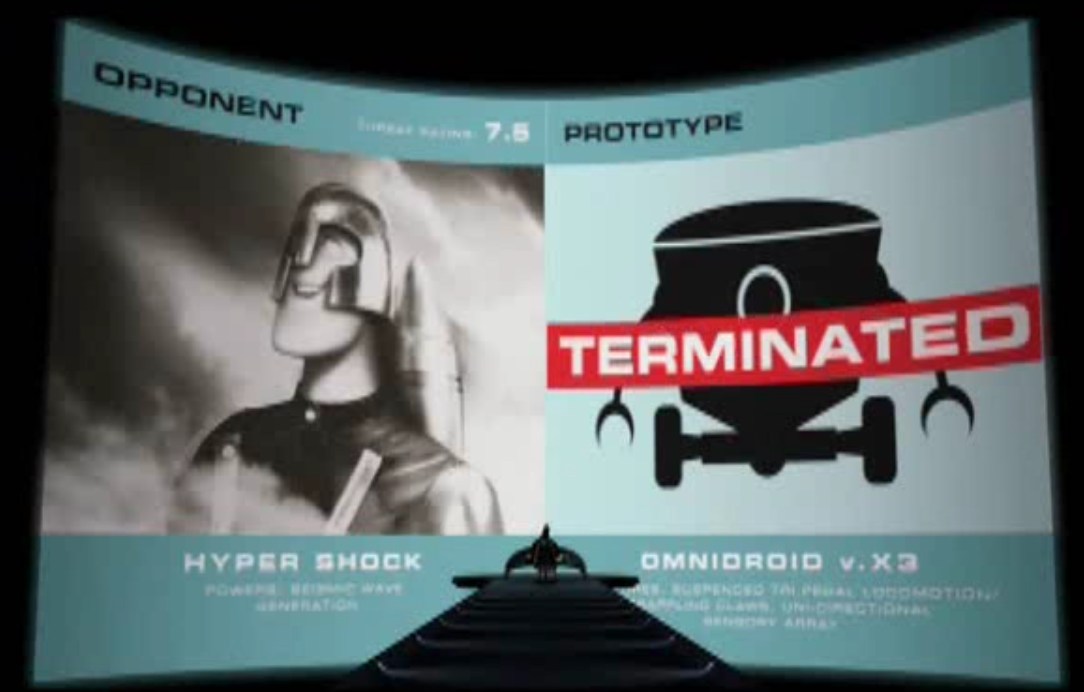 OPPONENT
THREAT RATING: 7.5
HYPER SHOCK
POWERS: SEISMIC WAVE
GENERATION
PROTOTYPE
TERMINATED
OMNIDROID v.X3
SUSPENDED TRI PEDAL LOCOMOTION/
CLAWS, UNI-DIRECTIONAL
SENSORY ARRAY